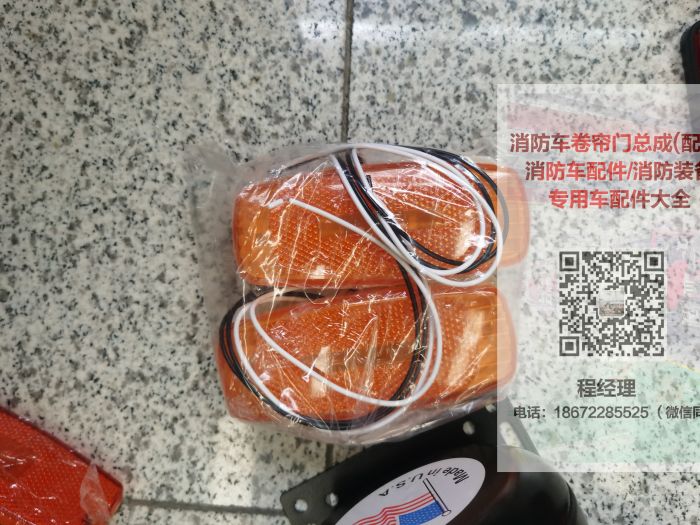 消防车卷帘门总成(配
消防车配件/消防装
专用车配件大全
程经理
电话：18672285525（微信同
Made in U.S.A